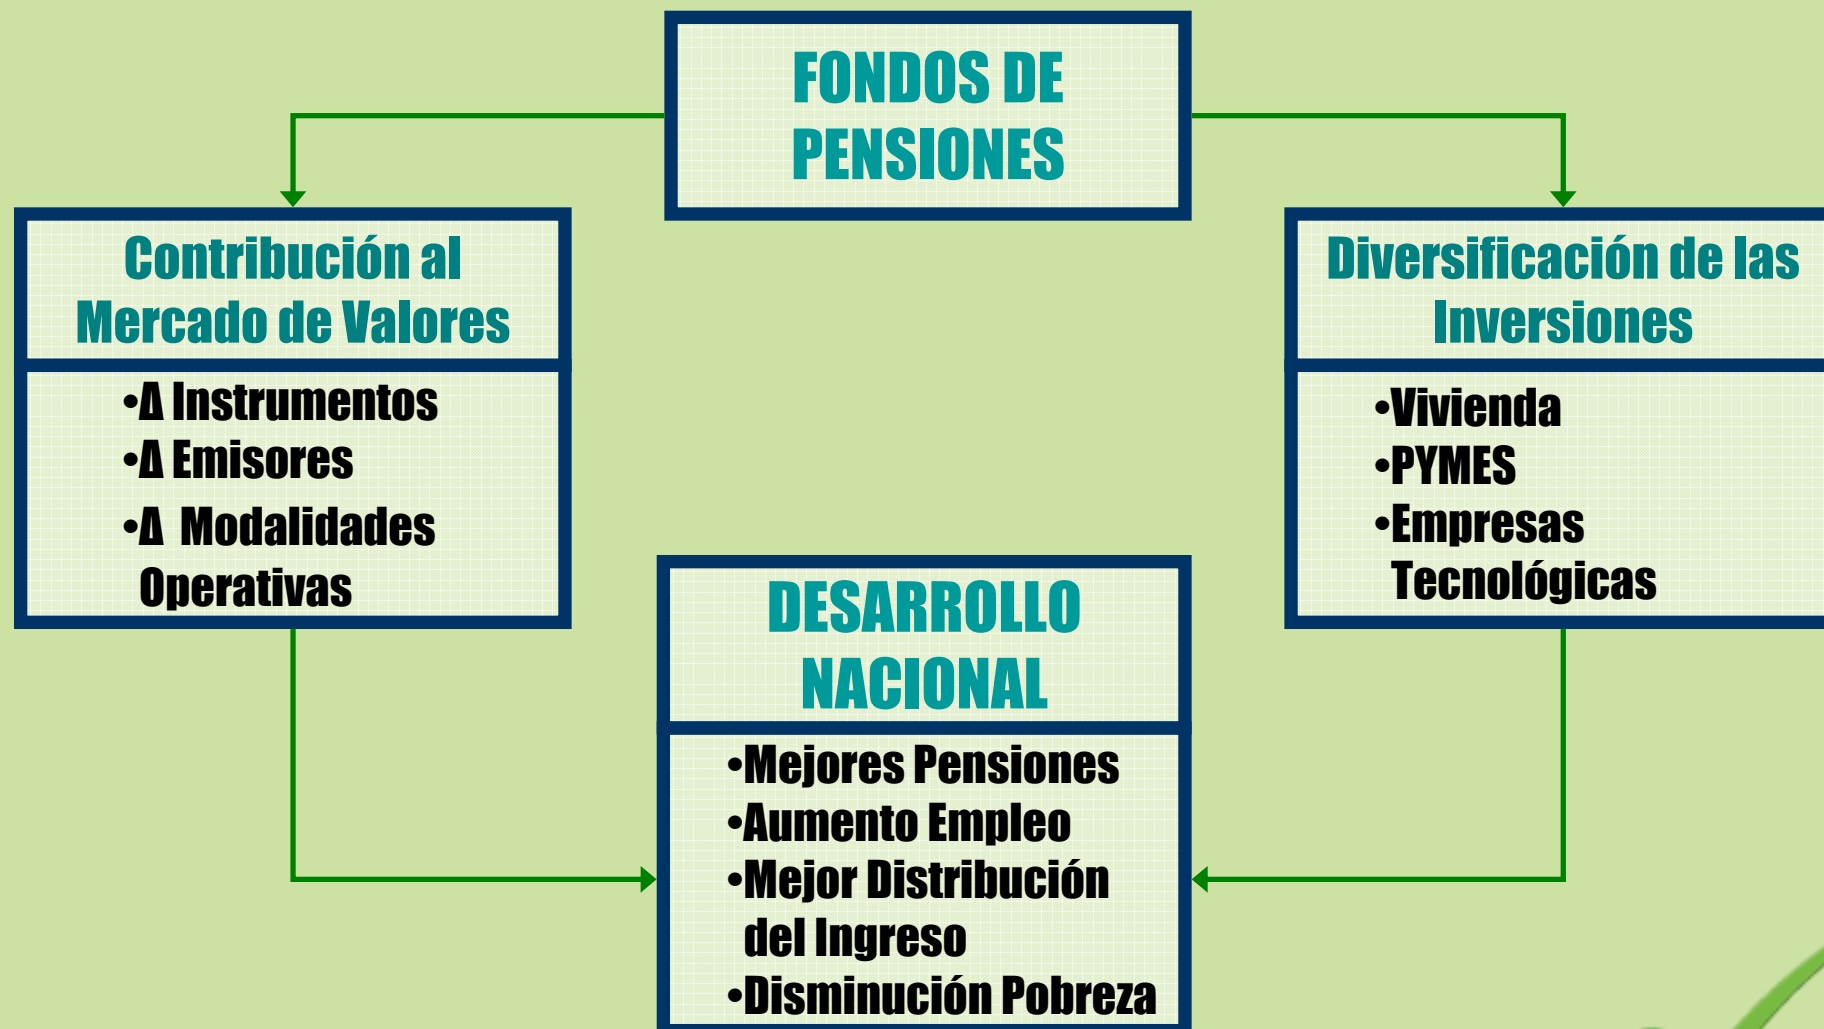 FONDOS DE
PENSIONES
Contribución al
Mercado de Valores
•Δ Instrumentos
•Δ Emisores
•Δ  Modalidades
Operativas
Diversificación de las
Inversiones
•Vivienda
•PYMES
•Empresas
Tecnológicas
DESARROLLO
NACIONAL
•Mejores Pensiones
•Aumento Empleo
•Mejor Distribución
del Ingreso
•Disminución Pobreza